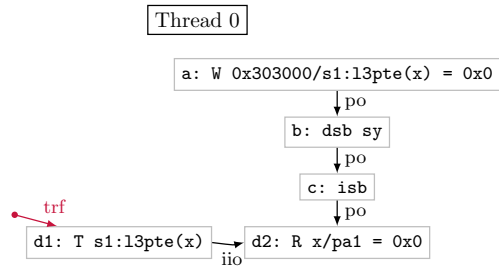 Thread 0
a: W 0x303000/s1:l3pte(x) = 0x0
po
b: dsb sy
po
c: isb
po
trf
d1: T s1:l3pte(x)
iio
d2: R x/pa1 = 0x0